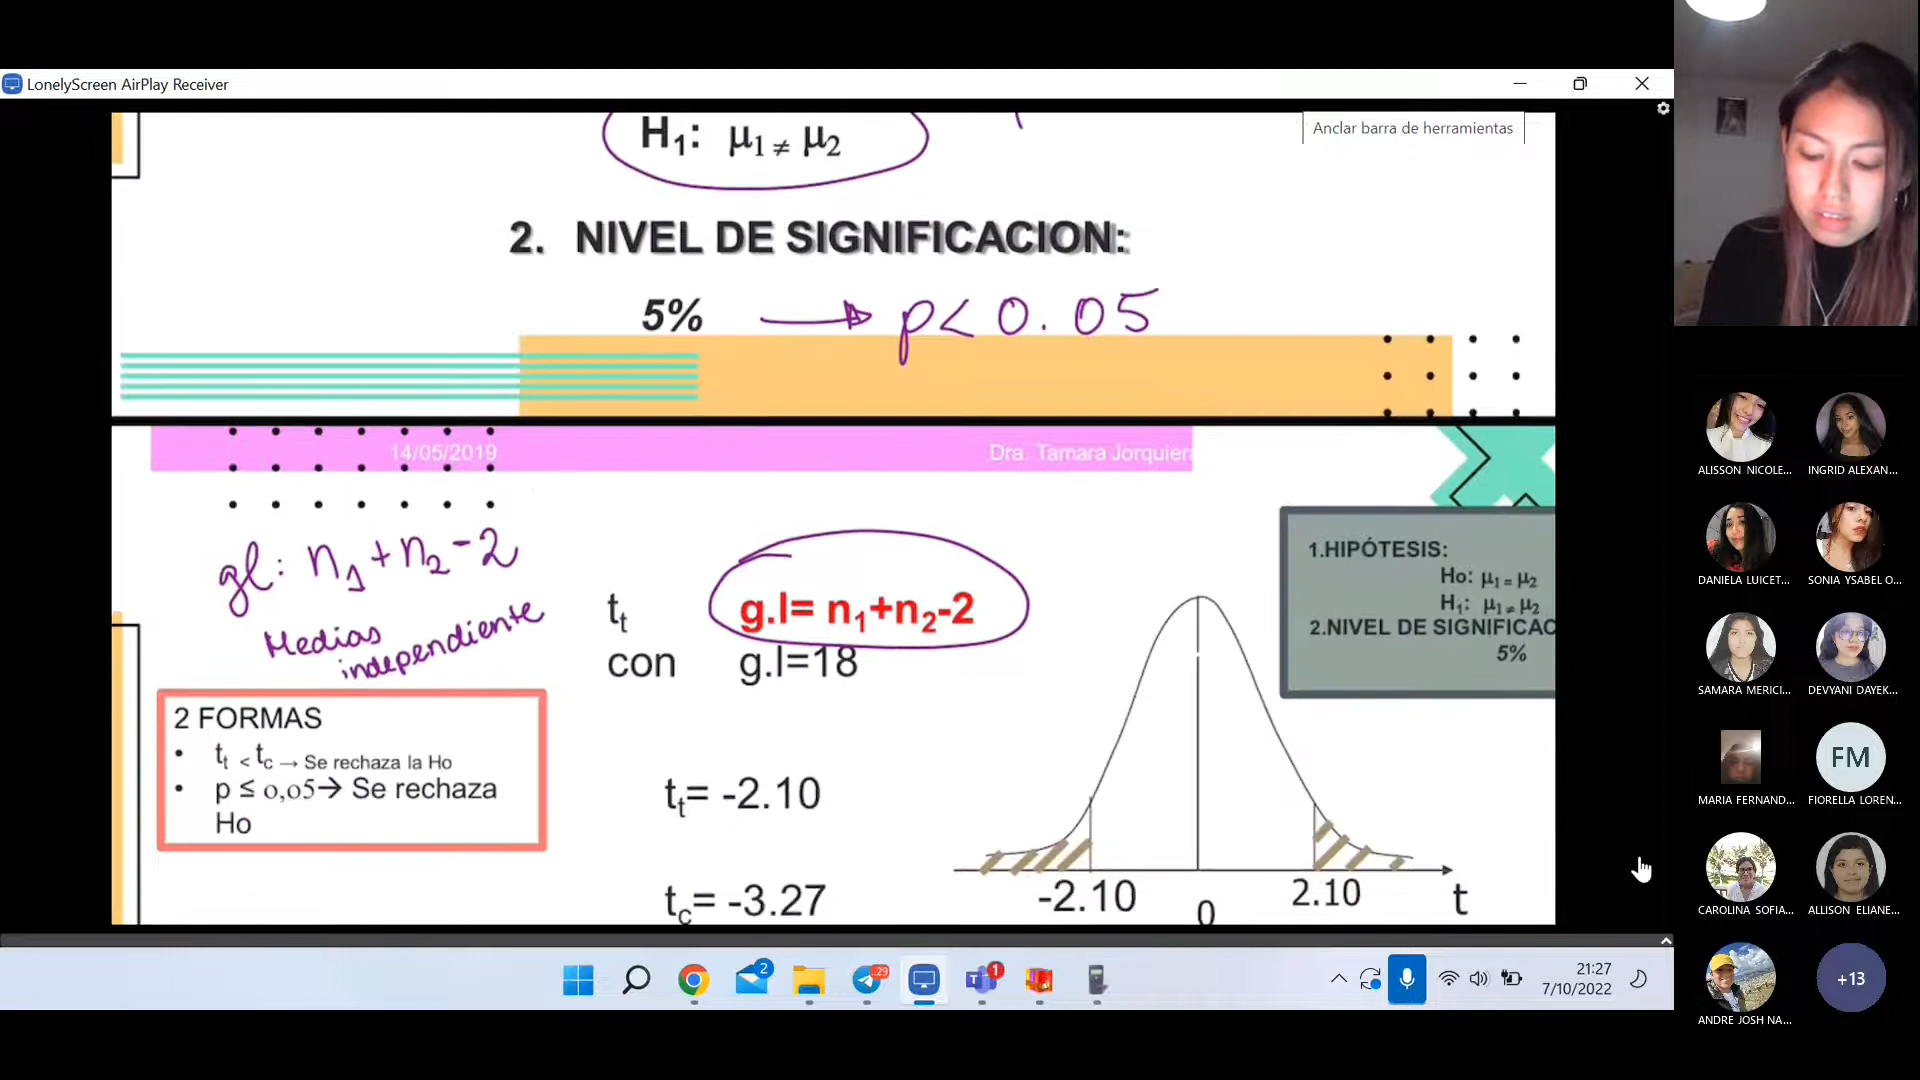 LonelyScreen AirPlay Receiver
Anclar barra de herramientas
H1: μ1 ≠ μ2
2. NIVEL DE SIGNIFICACION:
5% → p< 0.05
14/05/2019
Dra. Tamara Jorquier
gl: n1+n2-2
Medias
independiente
tt g.l= n1+n2-2
con g.l=18
2 FORMAS
• tt < tc → Se rechaza la Ho
• p ≤ 0,05→ Se rechaza
Ho
tt= -2.10
tc= -3.27
-2.10
0
2.10
t
1.HIPÓTESIS:
Ho: μ1 = μ2
H1: μ1 ≠ μ2
2.NIVEL DE SIGNIFICAC
5%
ALISSON NICOLE...
INGRID ALEXAN...
DANIELA LUICET...
SONIA YSABEL O...
SAMARA MERICI...
DEVYANI DAYEK...
FM
MARIA FERNAND...
FIORELLA LOREN...
CAROLINA SOFIA...
ALLISON ELIANE...
+13
ANDRE JOSH NA...
2
29
1
21:27
7/10/2022